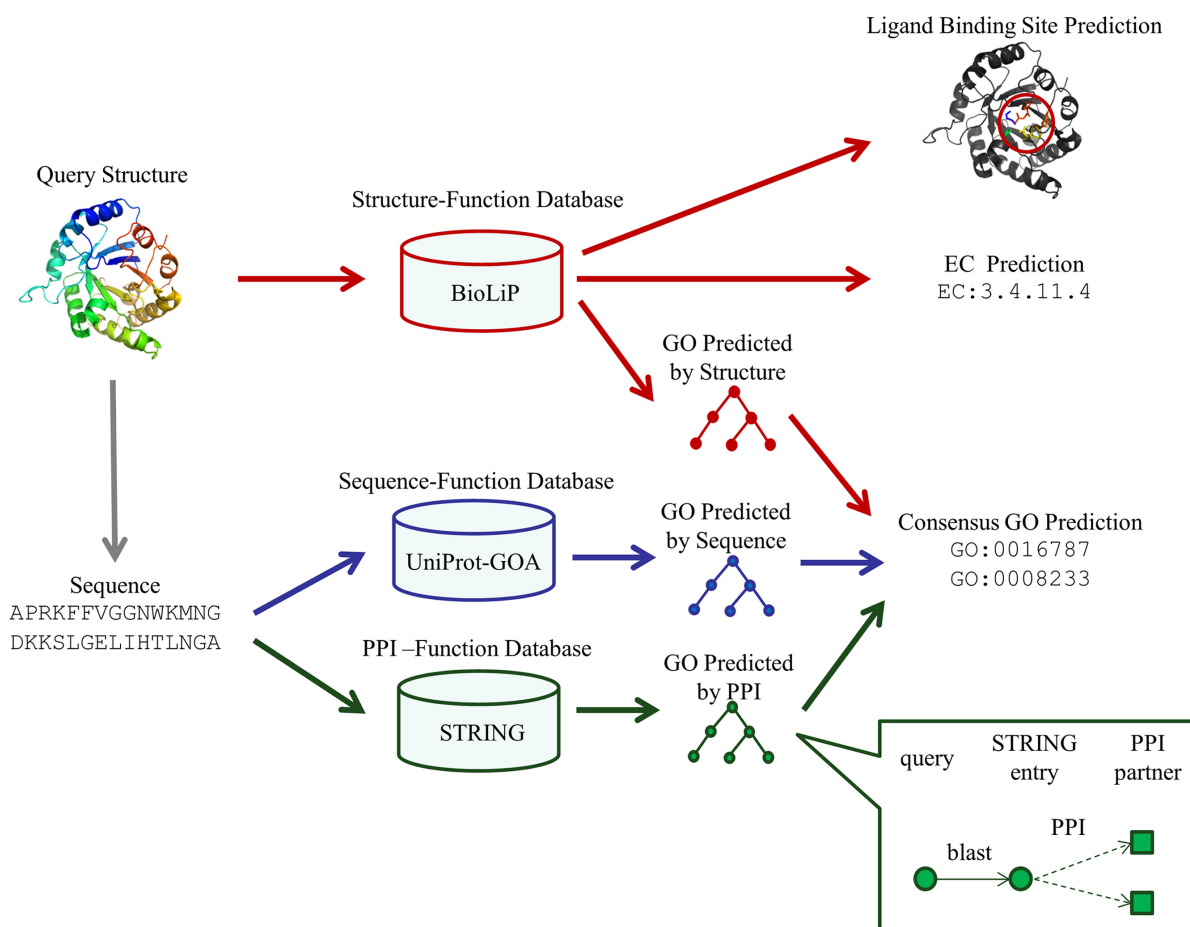 Ligand Binding Site Prediction
Query Structure
Structure-Function Database
BioLiP
EC Prediction
EC:3.4.11.4
GO Predicted
by Structure
Sequence-Function Database
UniProt-GOA
GO Predicted
by Sequence
Consensus GO Prediction
GO:0016787
GO:0008233
Sequence
APRKFFVGGNWKMNG
DKKSLGELIHTLNGA
PPI –Function Database
STRING
GO Predicted
by PPI
query
STRING
entry
PPI
partner
blast
PPI